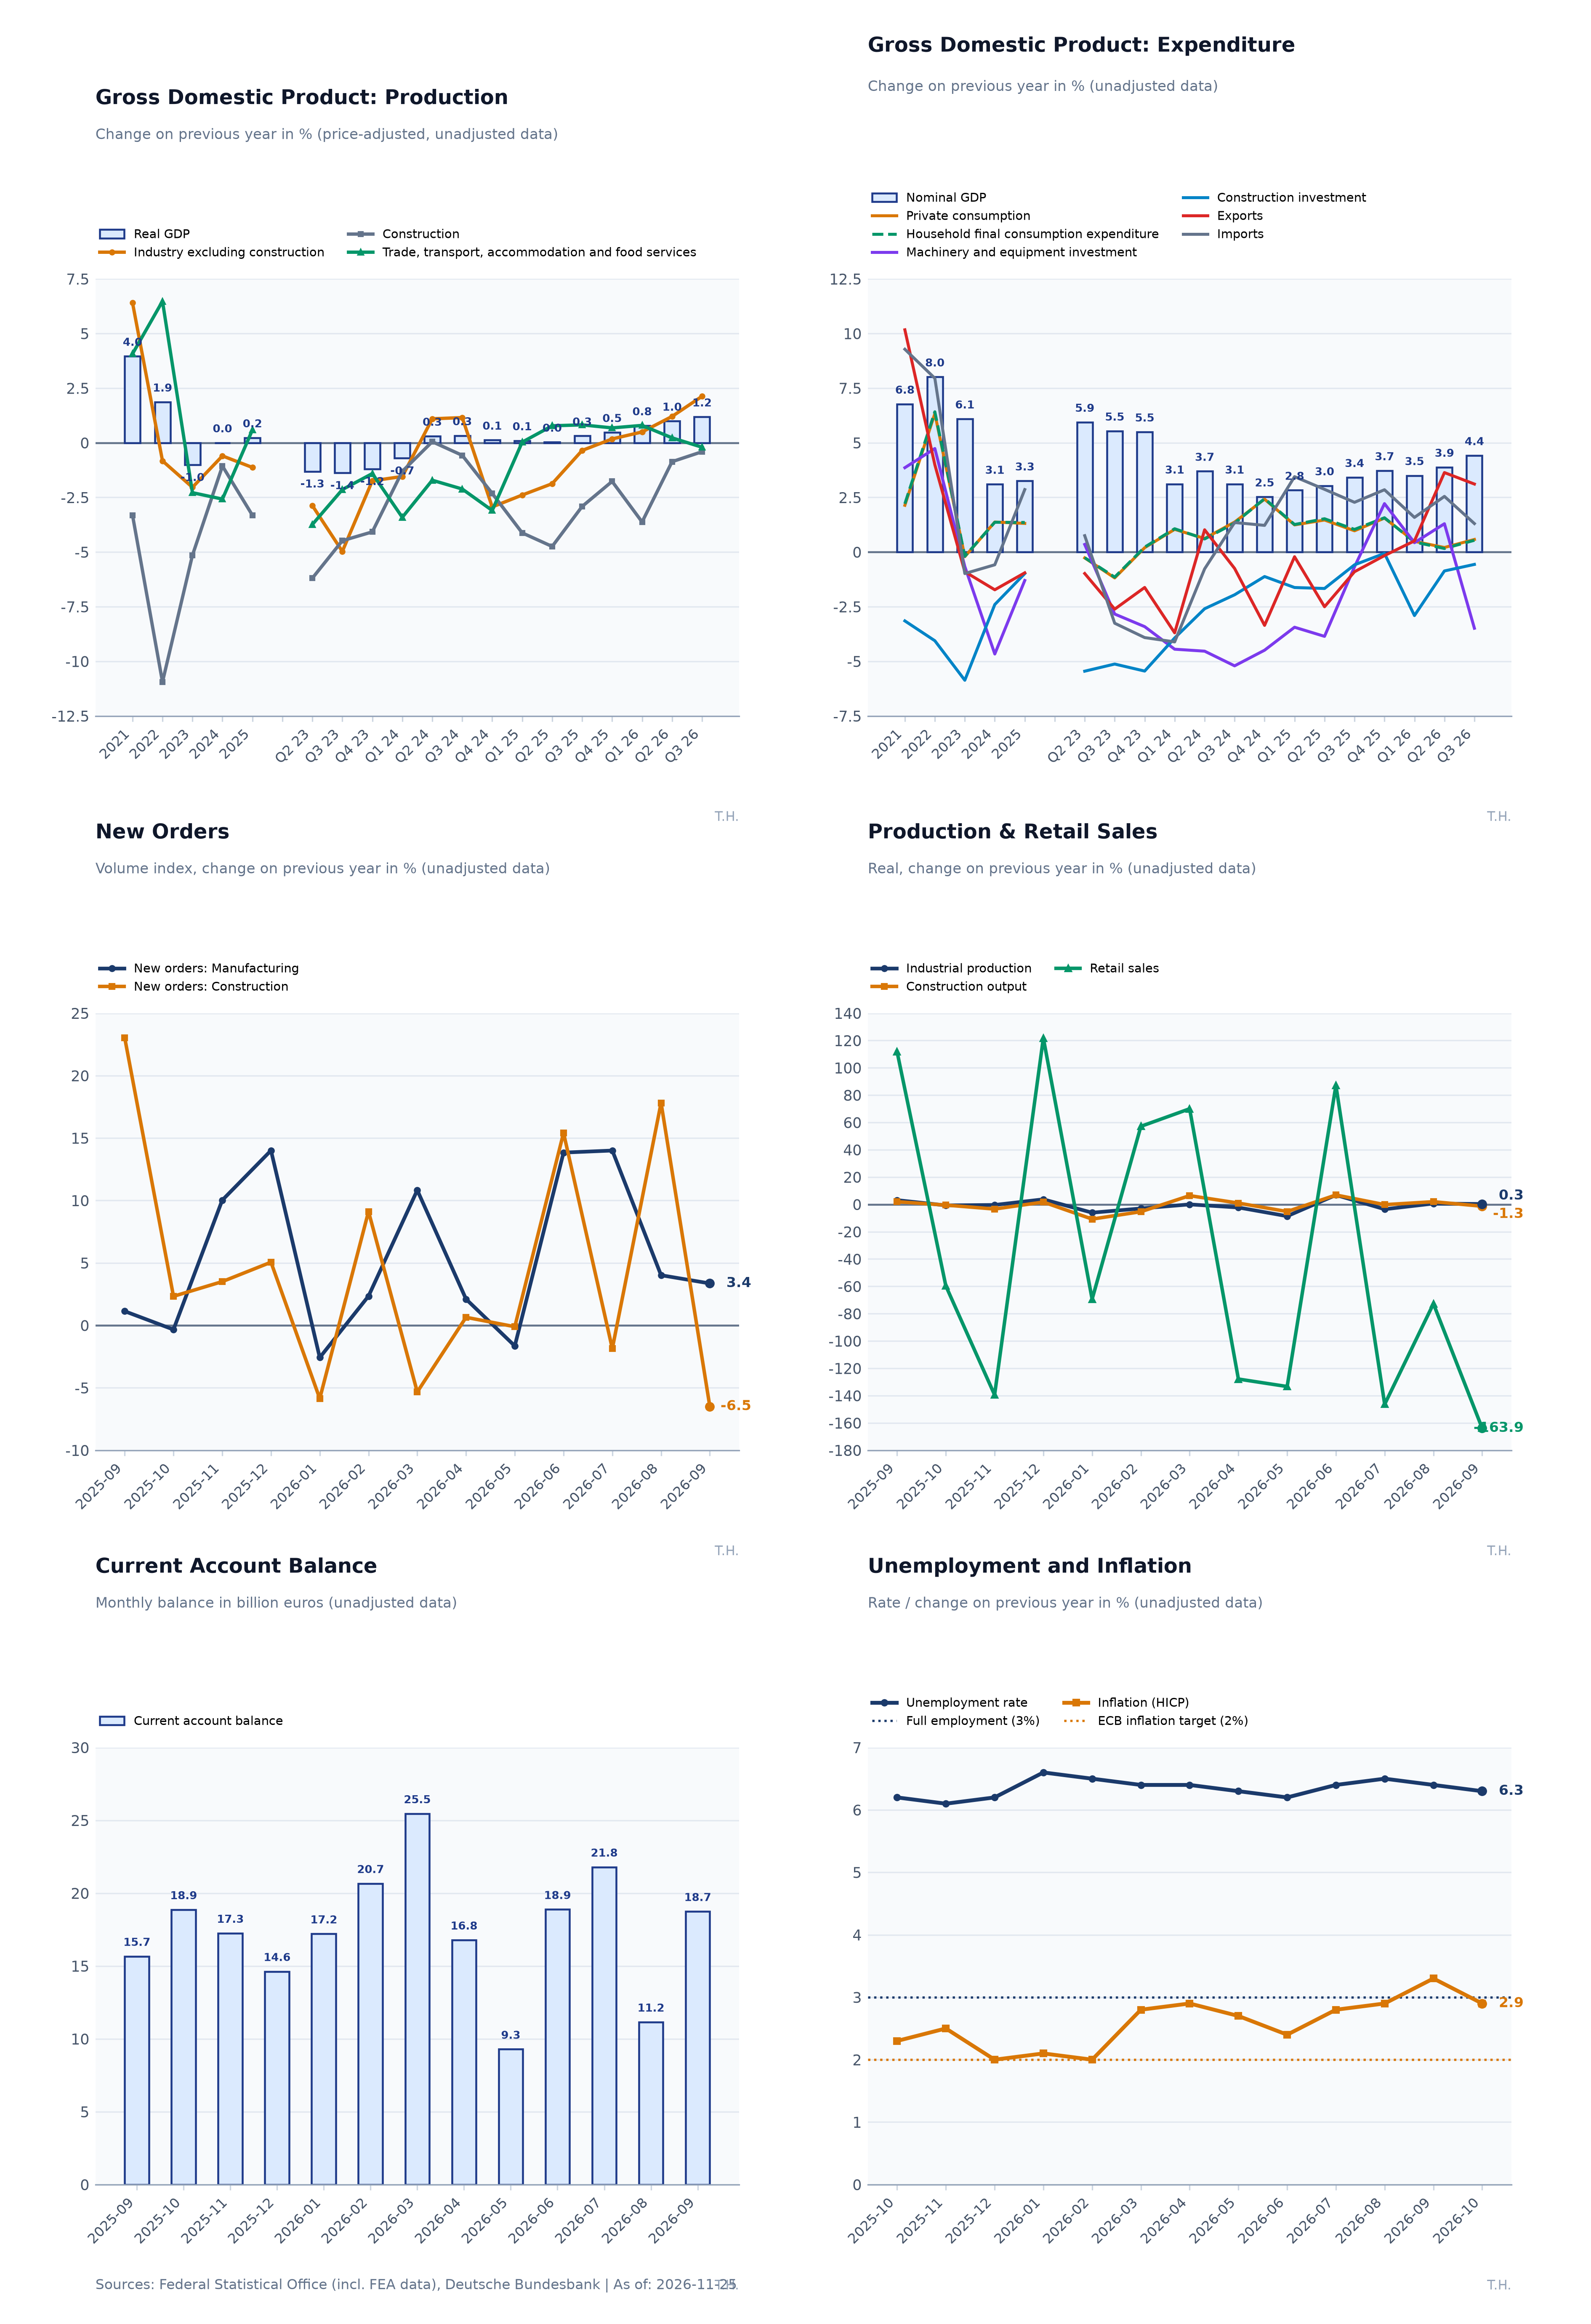 Gross Domestic Product: Production
Change on previous year in % (price-adjusted, unadjusted data)
Real GDP
Industry excluding construction
Construction
Trade, transport, accommodation and food services
7.5
5
2.5
0
-2.5
-5
-7.5
-10
-12.5
4.0
1.9
-1.0
0.0
0.2
-1.3
-1.4
-1.2
-0.7
0.3
0.3
0.1
0.1
0.0
0.3
0.5
0.8
1.0
1.2
2021
2022
2023
2024
2025
Q2 23
Q3 23
Q4 23
Q1 24
Q2 24
Q3 24
Q4 24
Q1 25
Q2 25
Q3 25
Q4 25
Q1 26
Q2 26
Q3 26
T.H.
Gross Domestic Product: Expenditure
Change on previous year in % (unadjusted data)
Nominal GDP
Private consumption
Household final consumption expenditure
Machinery and equipment investment
Construction investment
Exports
Imports
12.5
10
7.5
5
2.5
0
-2.5
-5
-7.5
6.8
8.0
6.1
3.1
3.3
5.9
5.5
5.5
3.1
3.7
3.1
2.5
2.8
3.0
3.4
3.7
3.5
3.9
4.4
2021
2022
2023
2024
2025
Q2 23
Q3 23
Q4 23
Q1 24
Q2 24
Q3 24
Q4 24
Q1 25
Q2 25
Q3 25
Q4 25
Q1 26
Q2 26
Q3 26
T.H.
New Orders
Volume index, change on previous year in % (unadjusted data)
New orders: Manufacturing
New orders: Construction
25
20
15
10
5
0
-5
-10
3.4
-6.5
2025-09
2025-10
2025-11
2025-12
2026-01
2026-02
2026-03
2026-04
2026-05
2026-06
2026-07
2026-08
2026-09
T.H.
Production & Retail Sales
Real, change on previous year in % (unadjusted data)
Industrial production
Construction output
Retail sales
140
120
100
80
60
40
20
0
-20
-40
-60
-80
-100
-120
-140
-160
-180
0.3
-1.3
-163.9
2025-09
2025-10
2025-11
2025-12
2026-01
2026-02
2026-03
2026-04
2026-05
2026-06
2026-07
2026-08
2026-09
T.H.
Current Account Balance
Monthly balance in billion euros (unadjusted data)
Current account balance
30
25
20
15
10
5
0
15.7
18.9
17.3
14.6
17.2
20.7
25.5
16.8
9.3
18.9
21.8
11.2
18.7
2025-09
2025-10
2025-11
2025-12
2026-01
2026-02
2026-03
2026-04
2026-05
2026-06
2026-07
2026-08
2026-09
Sources: Federal Statistical Office (incl. FEA data), Deutsche Bundesbank | As of: 2026-11-25
T.H.
Unemployment and Inflation
Rate / change on previous year in % (unadjusted data)
Unemployment rate
Full employment (3%)
Inflation (HICP)
ECB inflation target (2%)
7
6
5
4
3
2
1
0
6.3
2.9
2025-10
2025-11
2025-12
2026-01
2026-02
2026-03
2026-04
2026-05
2026-06
2026-07
2026-08
2026-09
2026-10
T.H.